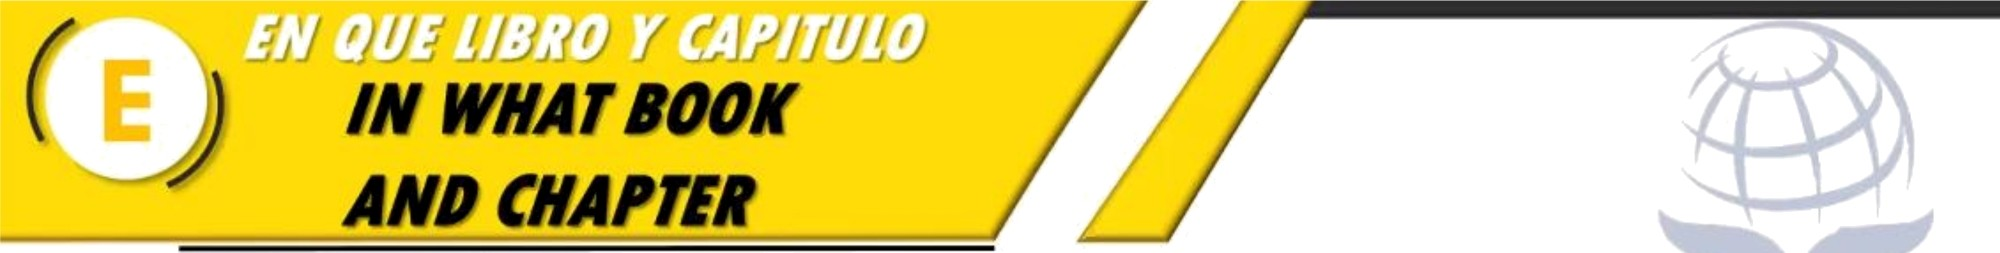 E
EN QUE LIBRO Y CAPITULO
IN WHAT BOOK
AND CHAPTER